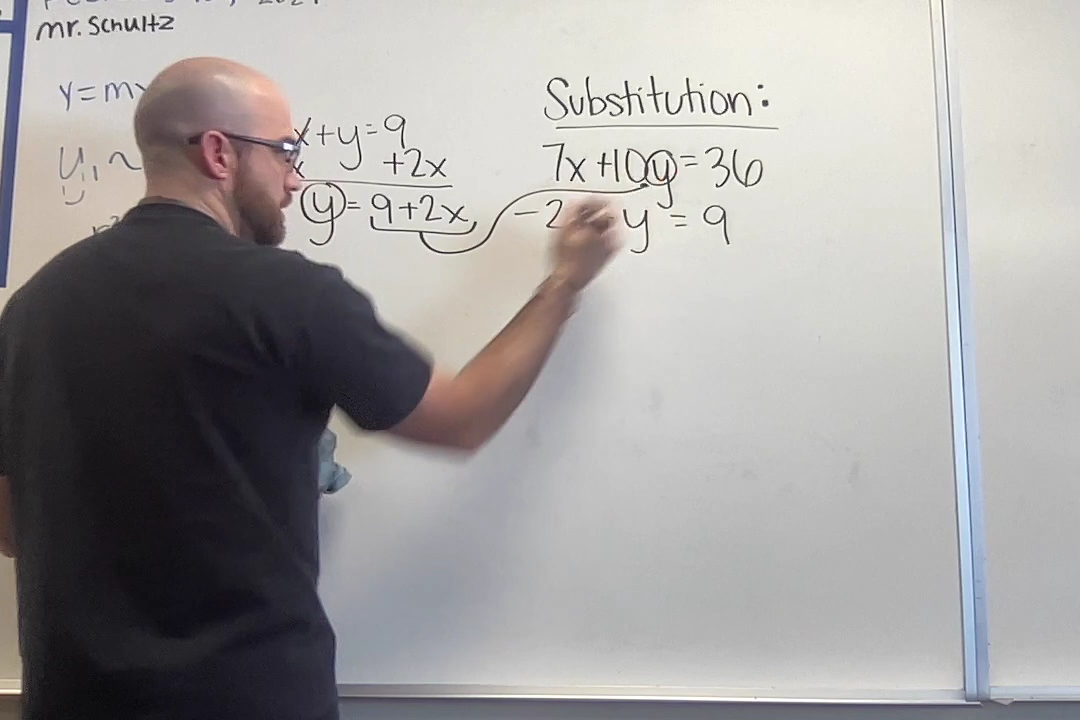 mr. Schultz
y=m
x+y=9
+2x
y=9+2x
Substitution:
7x+10y=36
-2 y=9